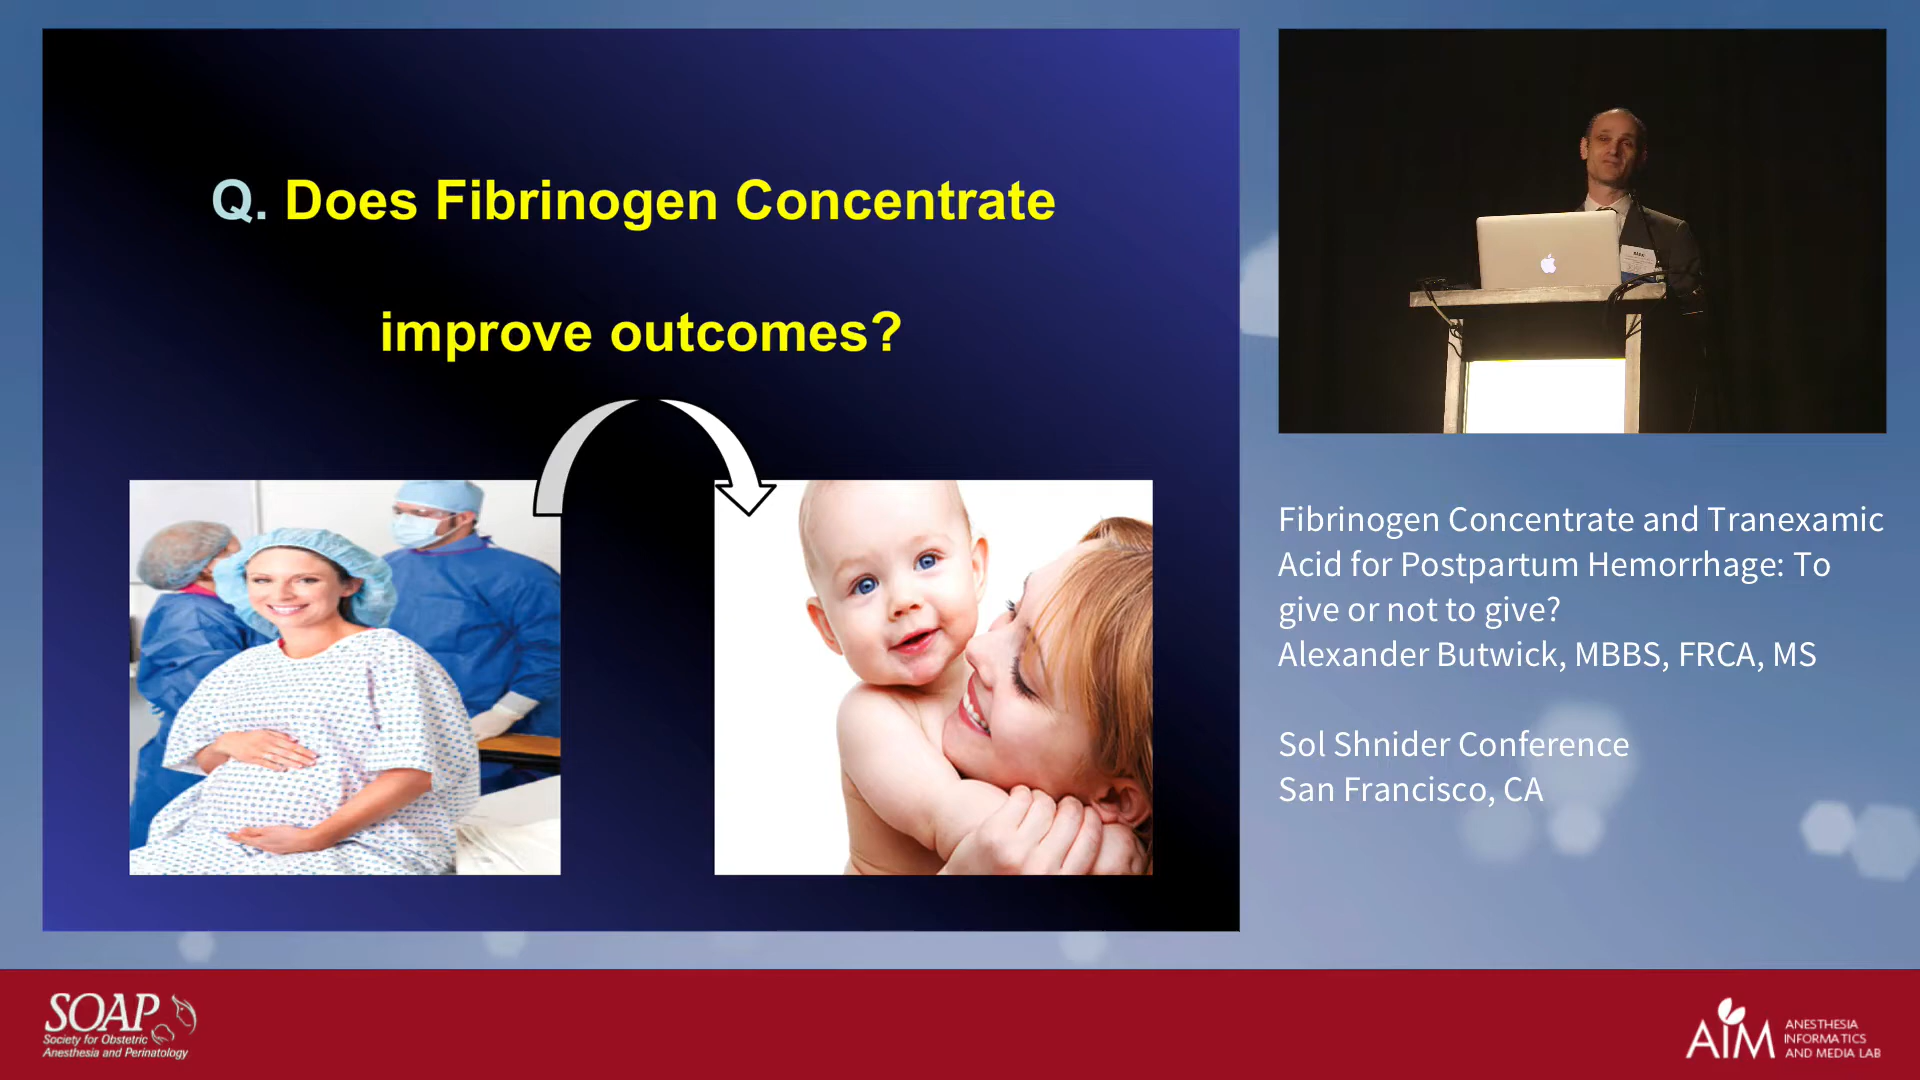 Q. Does Fibrinogen Concentrate
improve outcomes?
Fibrinogen Concentrate and Tranexamic
Acid for Postpartum Hemorrhage: To
give or not to give?
Alexander Butwick, MBBS, FRCA, MS
Sol Shnider Conference
San Francisco, CA
SOAP
Society for Obstetric
Anesthesia and Perinatology
AIM
ANESTHESIA
INFORMATICS
AND MEDIA LAB